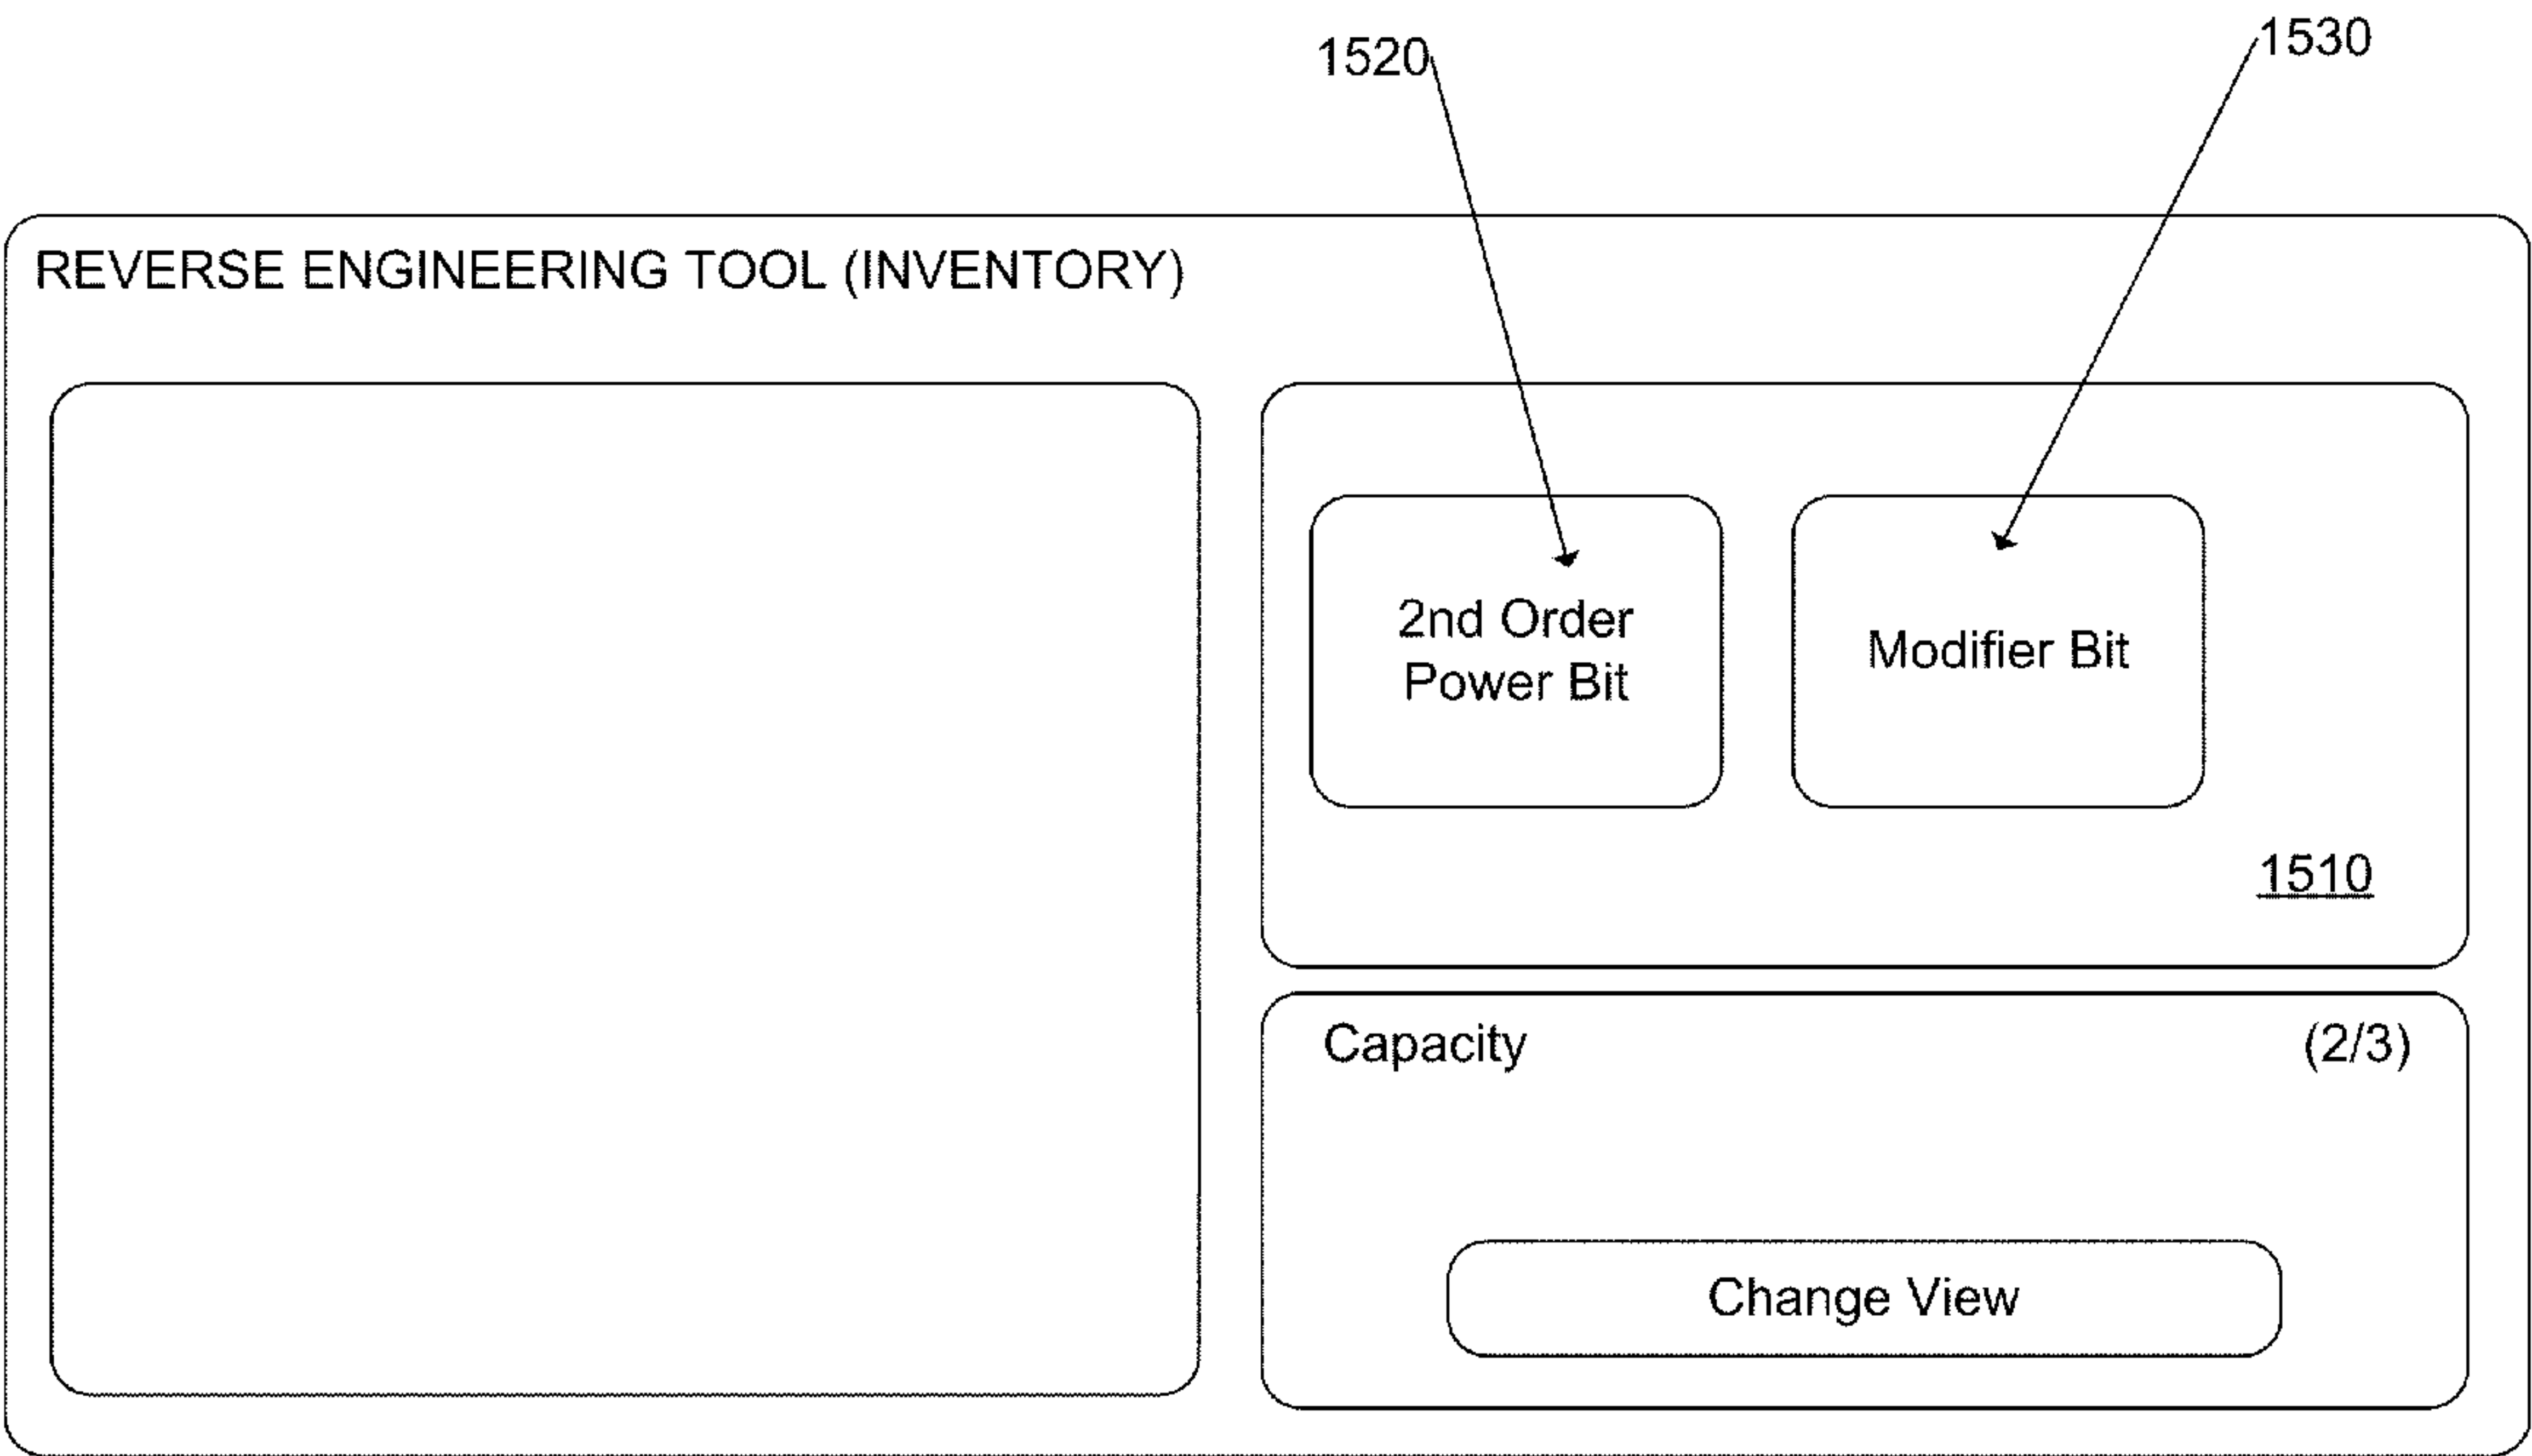 1520
1530
REVERSE ENGINEERING TOOL (INVENTORY)
2nd Order
Power Bit
Modifier Bit
1510
Capacity
(2/3)
Change View